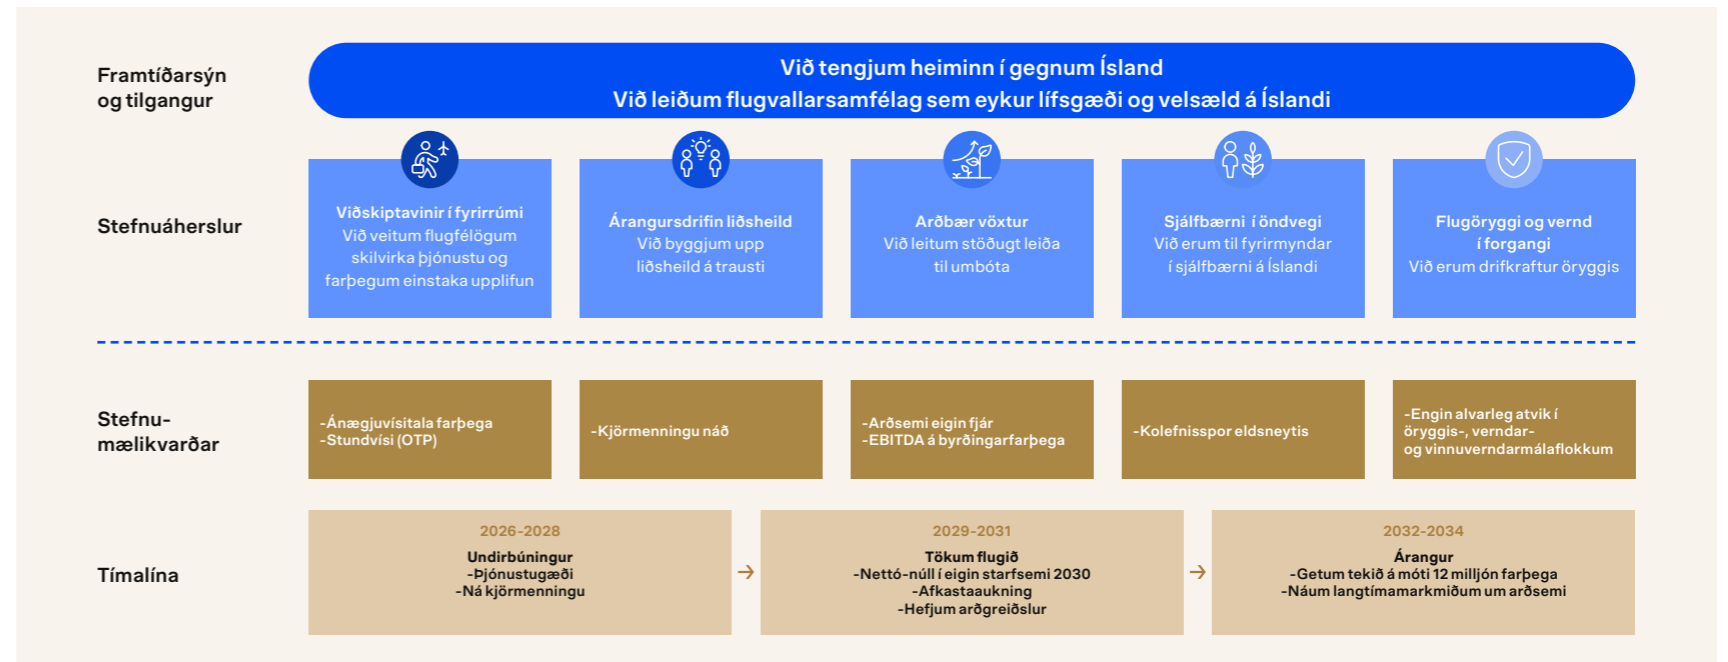 Framtíðarsýn
og tilgangur
Við tengjum heiminn í gegnum Ísland
Við leiðum flugvallarsamfélag sem eykur lífsgæði og velsæld á Íslandi
Stefnuáherslur
Viðskiptavinir í fyrirrúmi
Við veitum flugfélögum
skilvirka þjónustu og
farþegum einstaka upplifun
Árangursdrifin liðsheild
Við byggjum upp
liðsheild á trausti
Arðbær vöxtur
Við leitum stöðugt leiða
til umbóta
Sjálfbærni í öndvegi
Við erum til fyrirmyndar
í sjálfbærni á Íslandi
Flugöryggi og vernd
í forgangi
Við erum drifkraftur öryggis
Stefnu-
mælikvarðar
-Ánægjuvísitala farþega
-Stundvísi (OTP)
-Kjörmenningu náð
-Arðsemi eigin fjár
-EBITDA á byrðingarfarþega
-Kolefnisspor eldsneytis
-Engin alvarleg atvik í
öryggis-, verndar-
og vinnuverndarmálaflokkum
Tímalína
2026-2028
Undirbúningur
-Þjónustugæði
-Ná kjörmenningu
→
2029-2031
Tökum flugið
-Nettó-núll í eigin starfsemi 2030
-Afkastaaukning
-Hefjum arðgreiðslur
→
2032-2034
Árangur
-Getum tekið á móti 12 milljón farþega
-Náum langtímamarkmiðum um arðsemi